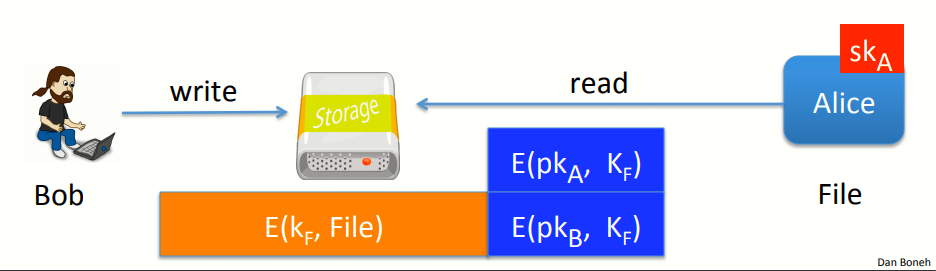 write
Storage
read
sk_A
Alice
Bob
E(pk_A, K_F)
File
E(k_F, File)
E(pk_B, K_F)
Dan Boneh